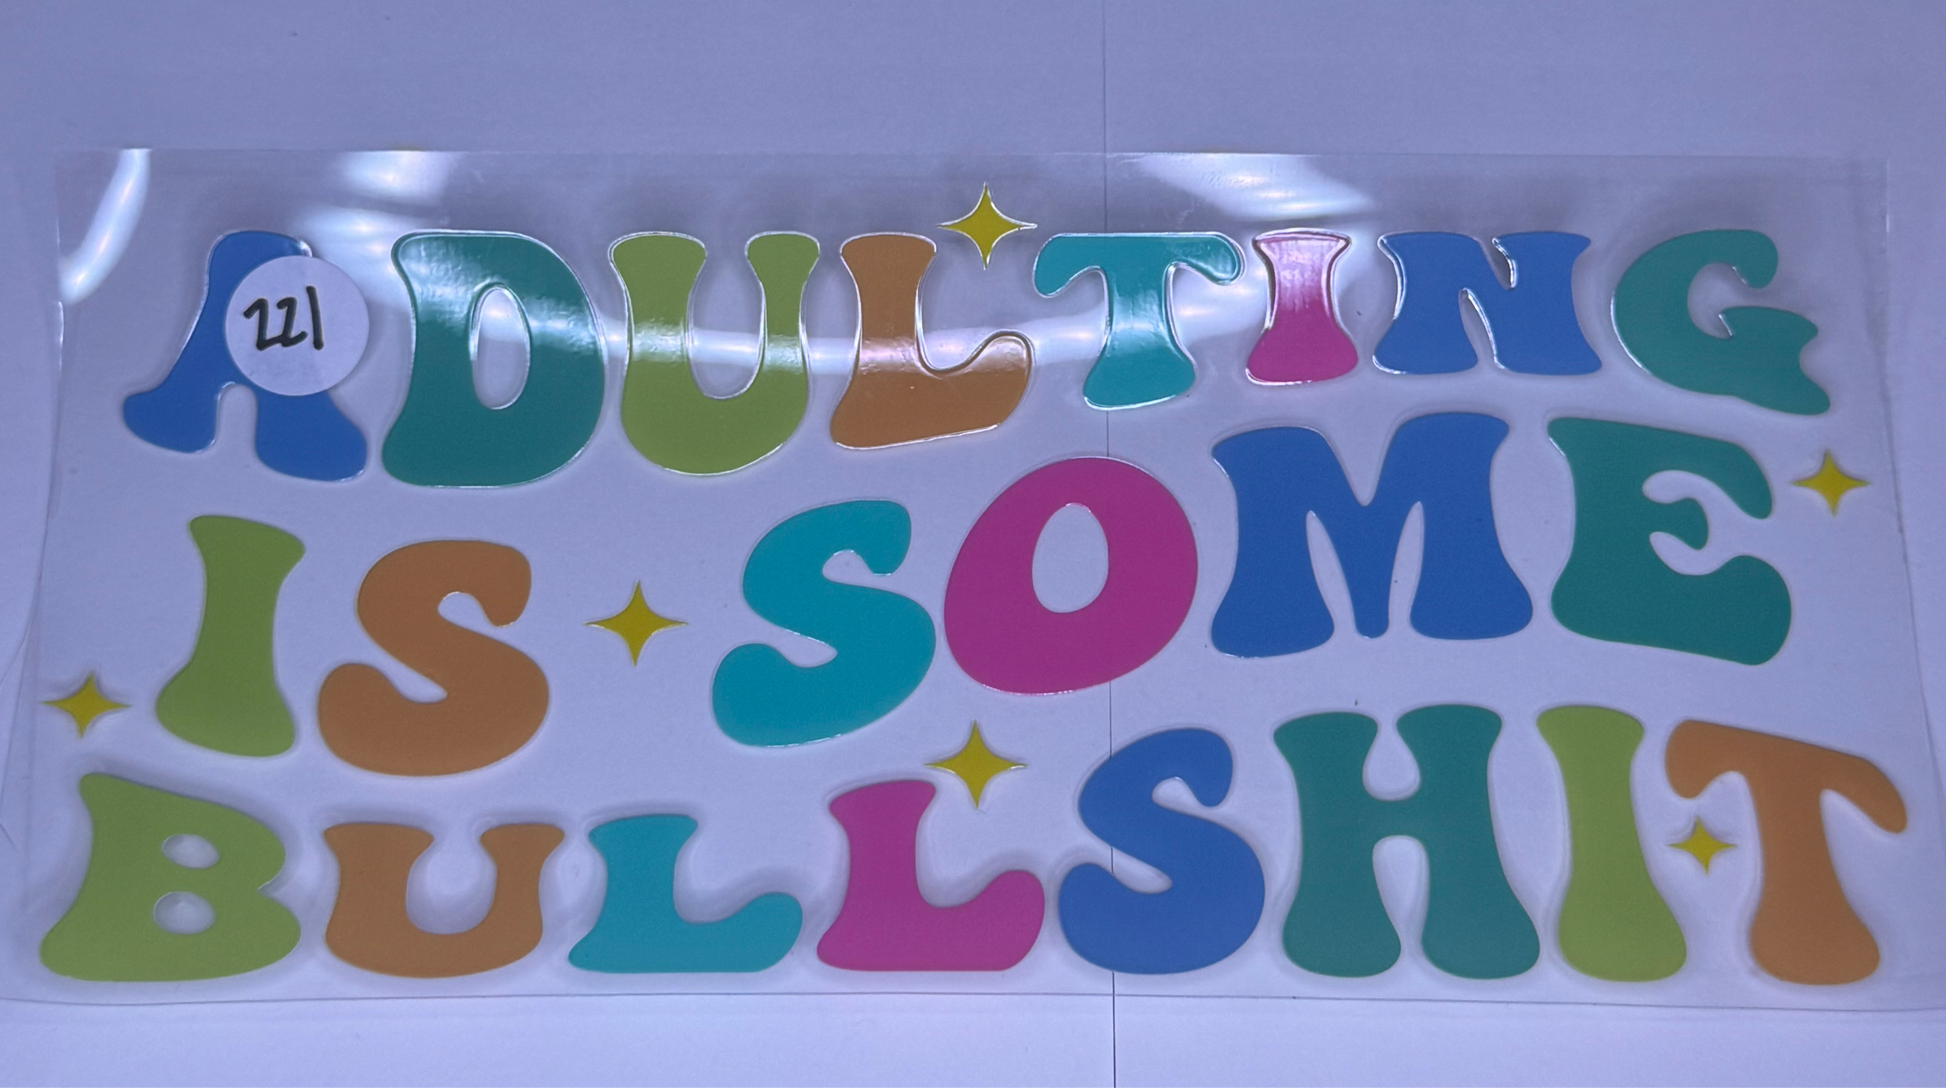 221
ADULTING
IS SOME
BULLSHIT